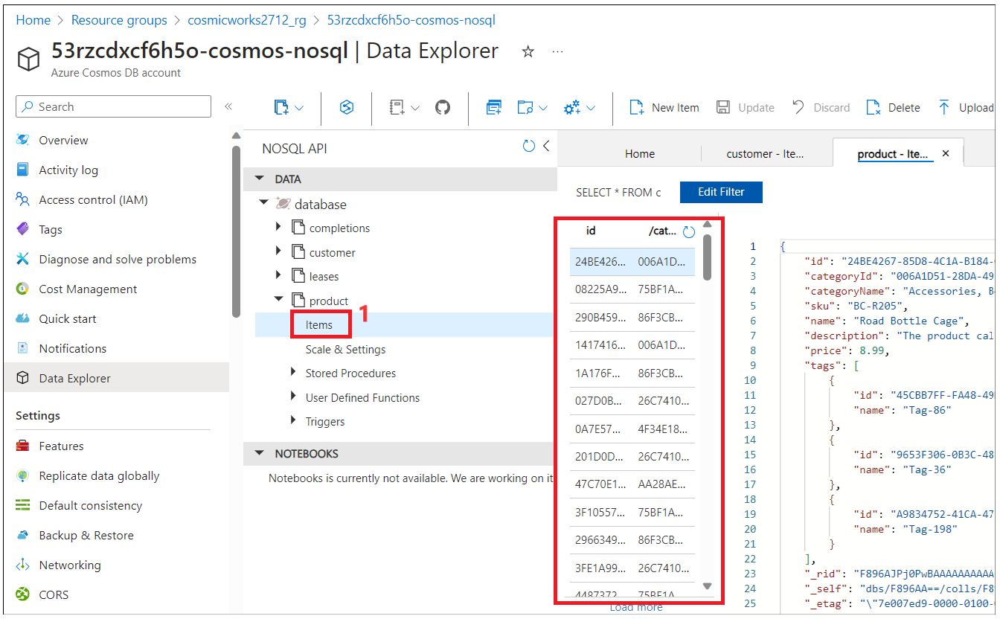 Home > Resource groups > cosmicworks2712_rg > 53rzcdxcf6h5o-cosmos-nosql
53rzcdxcf6h5o-cosmos-nosql | Data Explorer ...
Azure Cosmos DB account
Search
«
New Item
Update
Discard
Delete
Upload
Overview
Activity log
Access control (IAM)
Tags
Diagnose and solve problems
Cost Management
Quick start
Notifications
Data Explorer
Settings
Features
Replicate data globally
Default consistency
Backup & Restore
Networking
CORS
NOSQL API
DATA
database
completions
customer
leases
product
Items
1
Scale & Settings
Stored Procedures
User Defined Functions
Triggers
NOTEBOOKS
Notebooks is currently not available. We are working on it
Home
customer - Ite...
product - Ite...
SELECT * FROM c
Edit Filter
id /cat...
24BE426... 006A1D...
08225A9... 75BF1A...
290B459... 86F3CB...
1417416... 006A1D...
1A176F... 86F3CB...
027D0B... 26C7410...
0A7E57... 4F34E18...
201D0D... 26C7410...
47C70E1... AA28AE...
3F10557... 75BF1A...
2966349... 86F3CB...
3FE1A99... 26C7410...
4487372... 75BF1A...
Load more
1 {
2 "id": "24BE4267-85D8-4C1A-B184-
3 "categoryId": "006A1D51-28DA-49
4 "categoryName": "Accessories, B
5 "sku": "BC-R205",
6 "name": "Road Bottle Cage",
7 "description": "The product cal
8 "price": 8.99,
9 "tags": [
10 {
11 "id": "45CBB7FF-FA48-49
12 "name": "Tag-86"
13 },
14 {
15 "id": "9653F306-0B3C-48
16 "name": "Tag-36"
17 },
18 {
19 "id": "A9834752-41CA-47
20 "name": "Tag-198"
21 }
22 ],
23 "_rid": "F896AJPj0PwBAAAAAAAAAA
24 "_self": "dbs/F896AA==/colls/F8
25 "_etag": "\"7e007ed9-0000-0100-